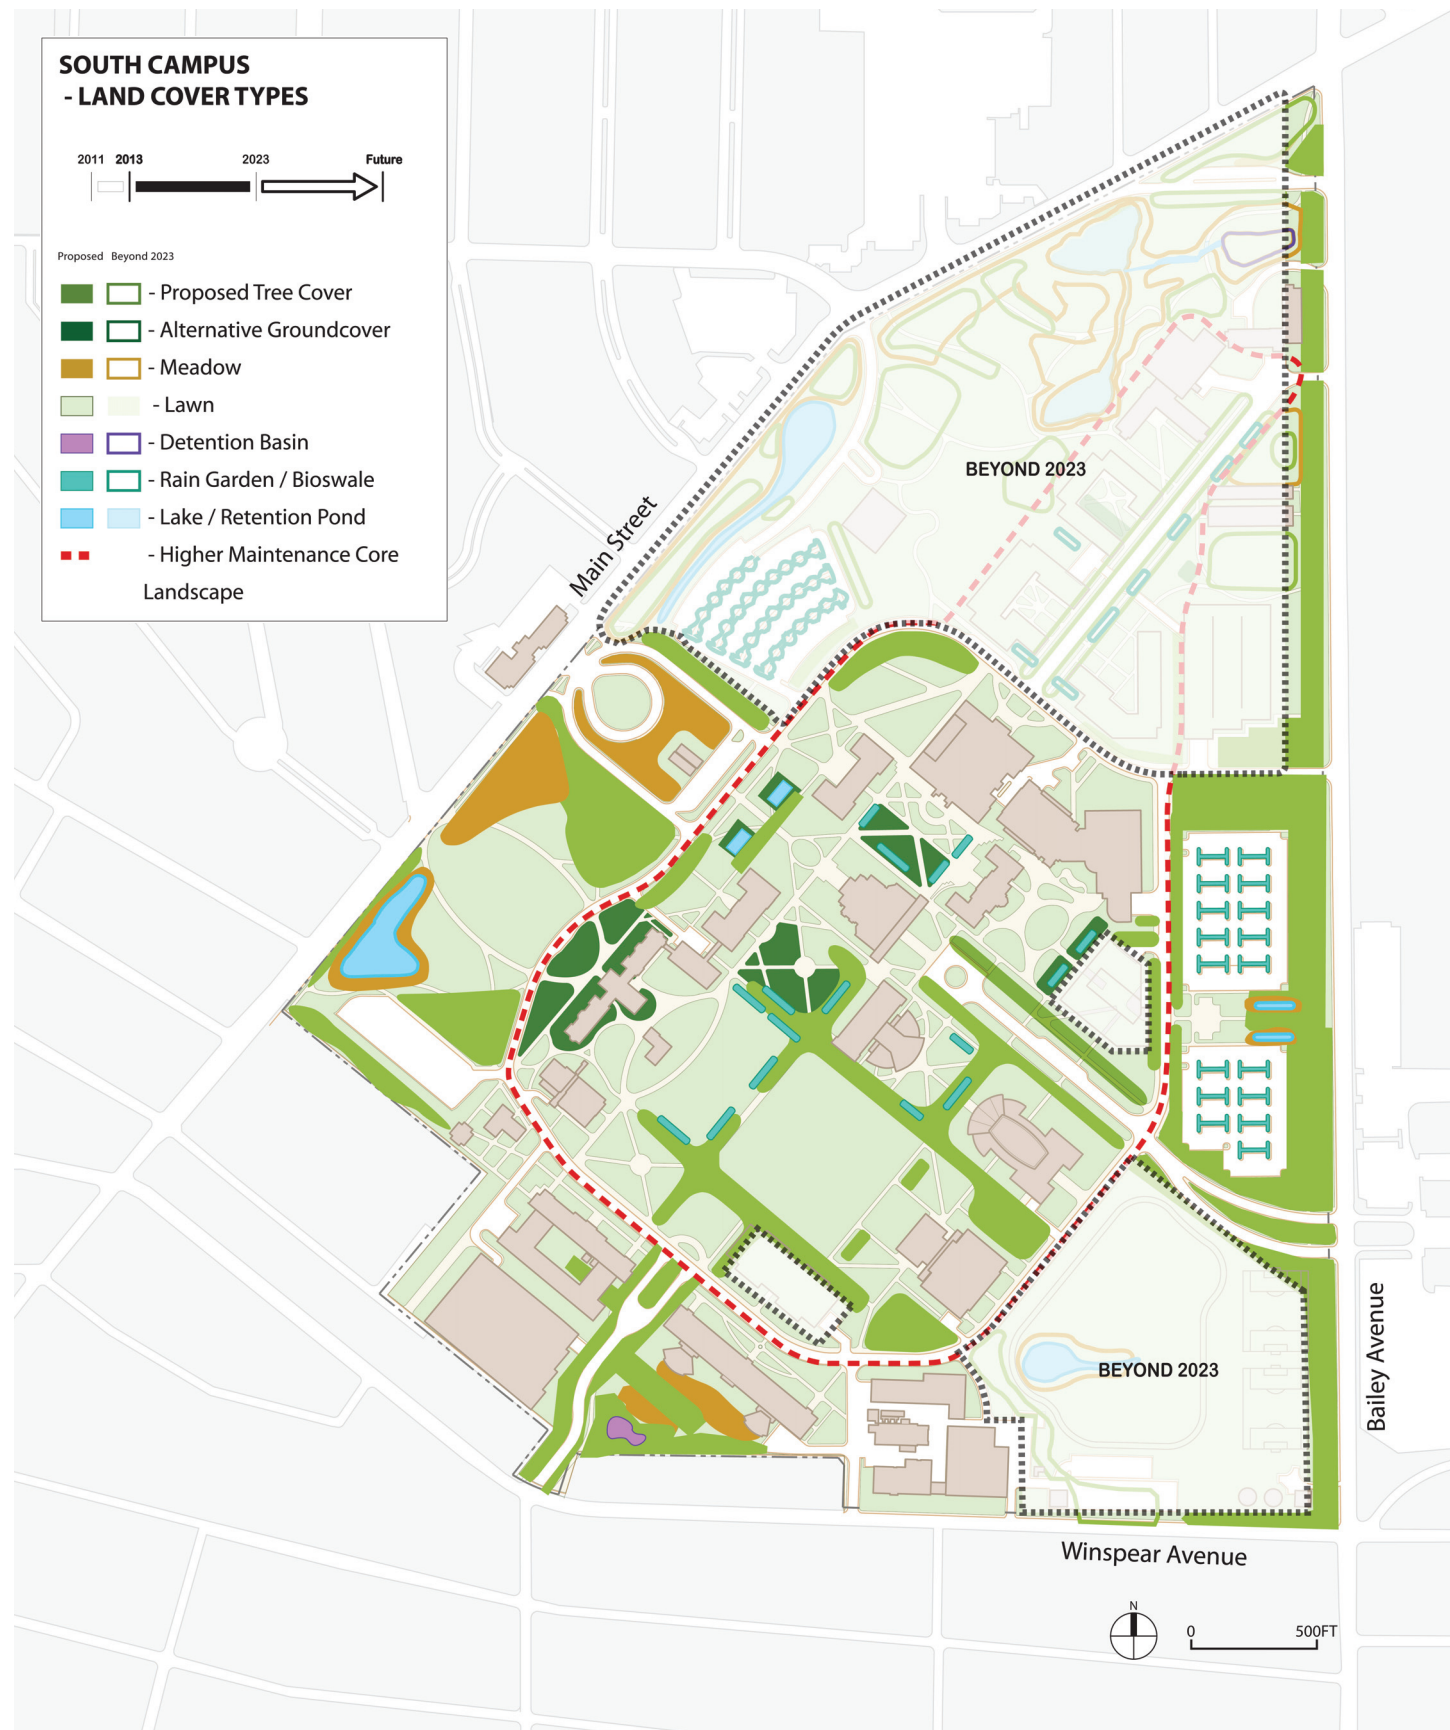 SOUTH CAMPUS
- LAND COVER TYPES
2011 2013 2023 Future
Proposed Beyond 2023
- Proposed Tree Cover
- Alternative Groundcover
- Meadow
- Lawn
- Detention Basin
- Rain Garden / Bioswale
- Lake / Retention Pond
- Higher Maintenance Core
Landscape
Main Street
BEYOND 2023
BEYOND 2023
Bailey Avenue
Winspear Avenue
N
0 500FT